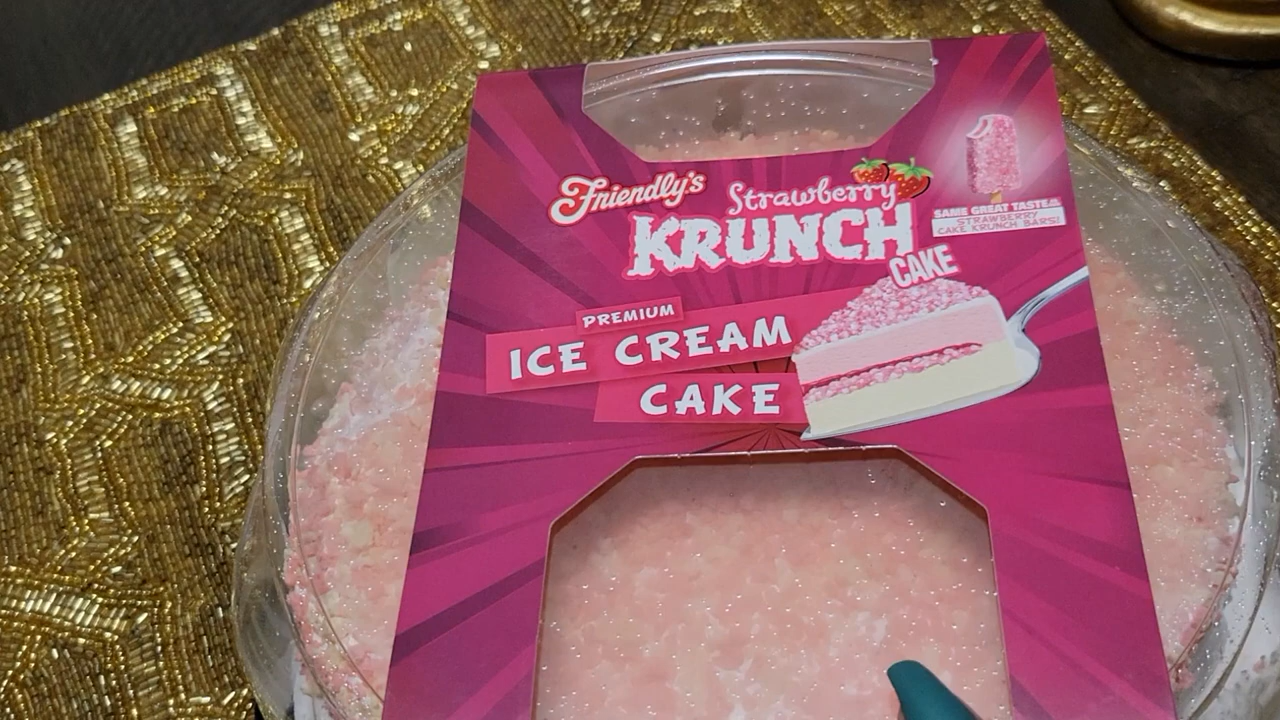 Friendly's
Strawberry
KRUNCH
CAKE
SAME GREAT TASTE AS
STRAWBERRY
CAKE KRUNCH BARS!
PREMIUM
ICE CREAM
CAKE